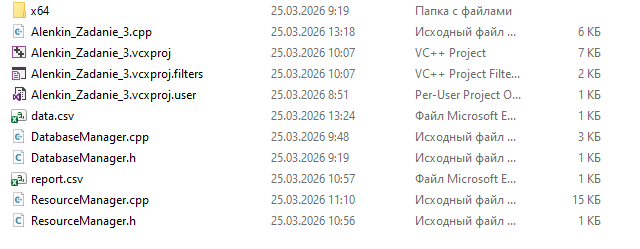 x64 25.03.2026 9:19 Папка с файлами
Alenkin_Zadanie_3.cpp 25.03.2026 13:18 Исходный файл ... 6 КБ
Alenkin_Zadanie_3.vcxproj 25.03.2026 10:07 VC++ Project 7 КБ
Alenkin_Zadanie_3.vcxproj.filters 25.03.2026 10:07 VC++ Project Filte... 2 КБ
Alenkin_Zadanie_3.vcxproj.user 25.03.2026 8:51 Per-User Project O... 1 КБ
data.csv 25.03.2026 13:24 Файл Microsoft E... 1 КБ
DatabaseManager.cpp 25.03.2026 9:48 Исходный файл ... 3 КБ
DatabaseManager.h 25.03.2026 9:19 Исходный файл ... 1 КБ
report.csv 25.03.2026 10:57 Файл Microsoft E... 1 КБ
ResourceManager.cpp 25.03.2026 11:10 Исходный файл ... 15 КБ
ResourceManager.h 25.03.2026 10:56 Исходный файл ... 1 КБ